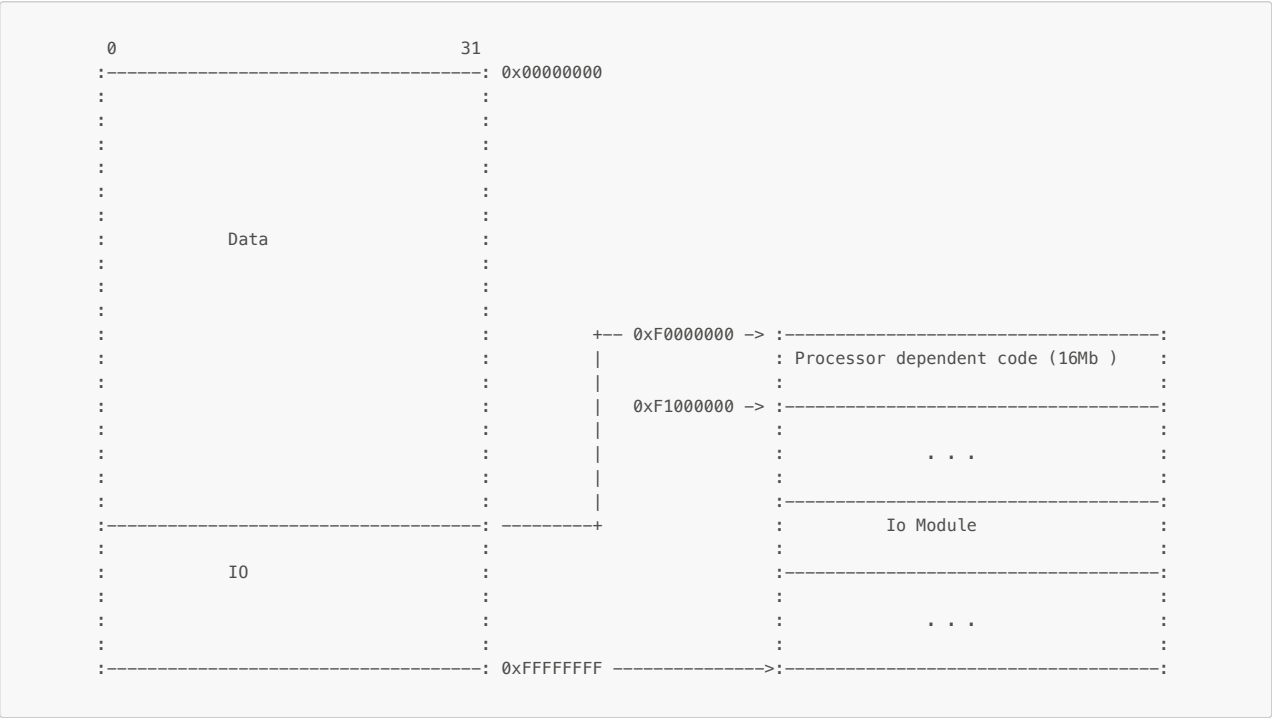 0                                  31
:-------------------------------------: 0x00000000
:                                     :
:                                     :
:                                     :
:                                     :
:                                     :
:                                     :
:            Data                     :
:                                     :
:                                     :
:                                     :
:                                     :          +-- 0xF0000000 -> :-------------------------------------:
:                                     :          |                 : Processor dependent code (16Mb )    :
:                                     :          |                 :                                     :
:                                     :          |   0xF1000000 -> :-------------------------------------:
:                                     :          |                 :                                     :
:                                     :          |                 :              . . .                  :
:                                     :          |                 :                                     :
:                                     :          |                 :-------------------------------------:
:-------------------------------------: ---------+                 :          Io Module                  :
:                                     :                            :                                     :
:            IO                       :                            :-------------------------------------:
:                                     :                            :                                     :
:                                     :                            :              . . .                  :
:                                     :                            :                                     :
:-------------------------------------: 0xFFFFFFFF --------------->:-------------------------------------: